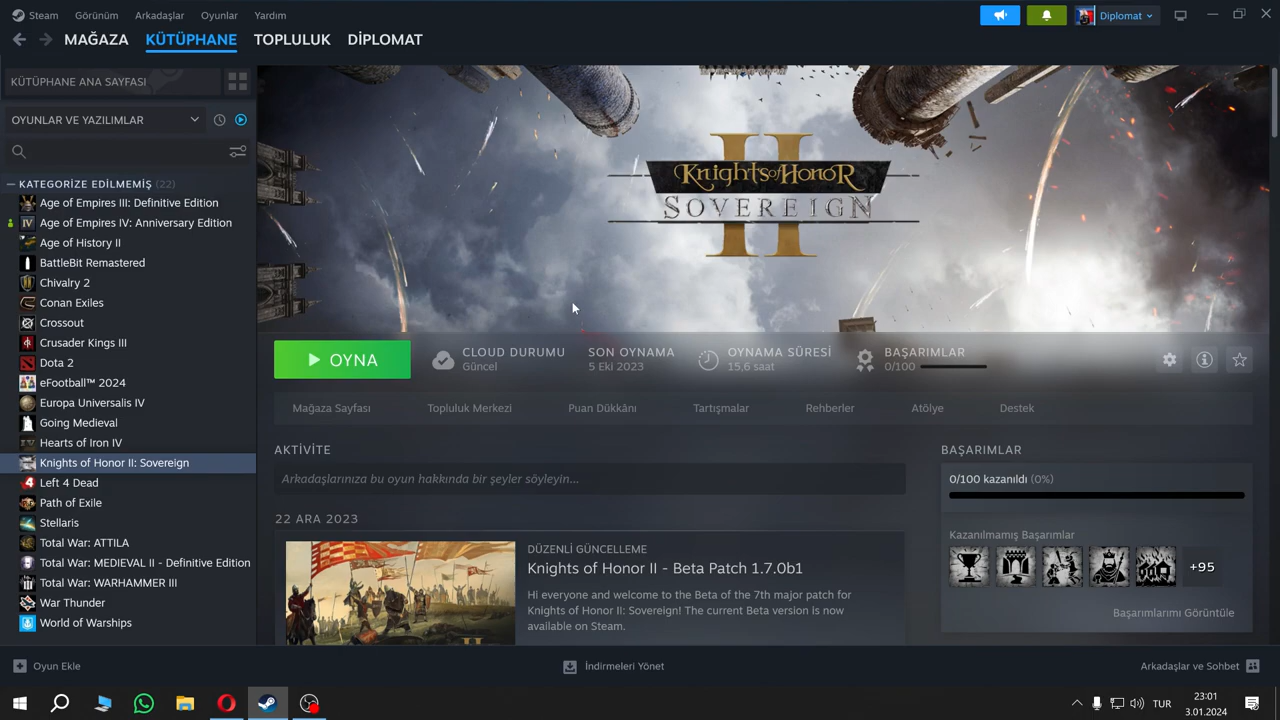 Steam Görünüm Arkadaşlar Oyunlar Yardım
Diplomat
MAĞAZA KÜTÜPHANE TOPLULUK DİPLOMAT
KÜTÜPHANE ANA SAYFASI
OYUNLAR VE YAZILIMLAR
KATEGORİZE EDİLMEMİŞ (22)
Age of Empires III: Definitive Edition
Age of Empires IV: Anniversary Edition
Age of History II
BattleBit Remastered
Chivalry 2
Conan Exiles
Crossout
Crusader Kings III
Dota 2
eFootball™ 2024
Europa Universalis IV
Going Medieval
Hearts of Iron IV
Knights of Honor II: Sovereign
Left 4 Dead
Path of Exile
Stellaris
Total War: ATTILA
Total War: MEDIEVAL II - Definitive Edition
Total War: WARHAMMER III
War Thunder
World of Warships
II
Knights of Honor
SOVEREIGN
OYNA
CLOUD DURUMU
Güncel
SON OYNAMA
5 Eki 2023
OYNAMA SÜRESİ
15,6 saat
BAŞARIMLAR
0/100
Mağaza Sayfası Topluluk Merkezi Puan Dükkânı Tartışmalar Rehberler Atölye Destek
AKTİVİTE
Arkadaşlarınıza bu oyun hakkında bir şeyler söyleyin...
22 ARA 2023
DÜZENLİ GÜNCELLEME
Knights of Honor II - Beta Patch 1.7.0b1
Hi everyone and welcome to the Beta of the 7th major patch for
Knights of Honor II: Sovereign! The current Beta version is now
available on Steam.
BAŞARIMLAR
0/100 kazanıldı (0%)
Kazanılmamış Başarımlar
+95
Başarımlarımı Görüntüle
Oyun Ekle
İndirmeleri Yönet
Arkadaşlar ve Sohbet
TUR
23:01
3.01.2024